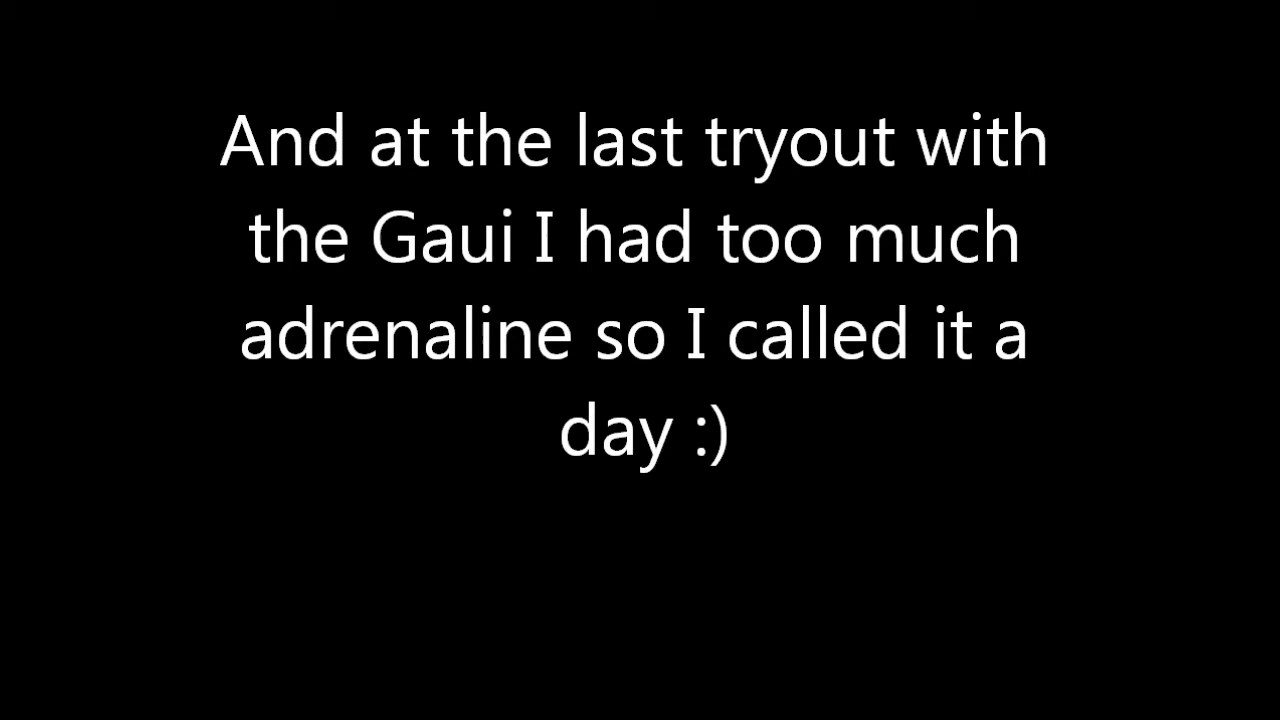 And at the last tryout with
the Gaui I had too much
adrenaline so I called it a
day :)